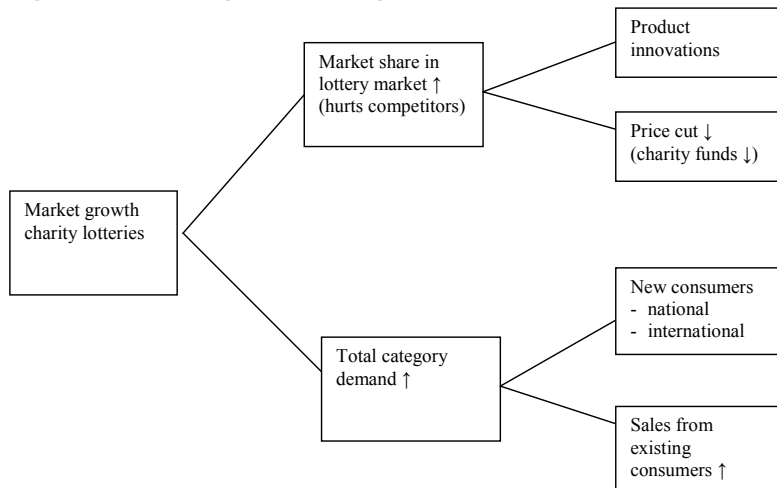 Product
innovations
Market share in
lottery market ↑
(hurts competitors)
Price cut ↓
(charity funds ↓)
Market growth
charity lotteries
New consumers
- national
- international
Total category
demand ↑
Sales from
existing
consumers ↑